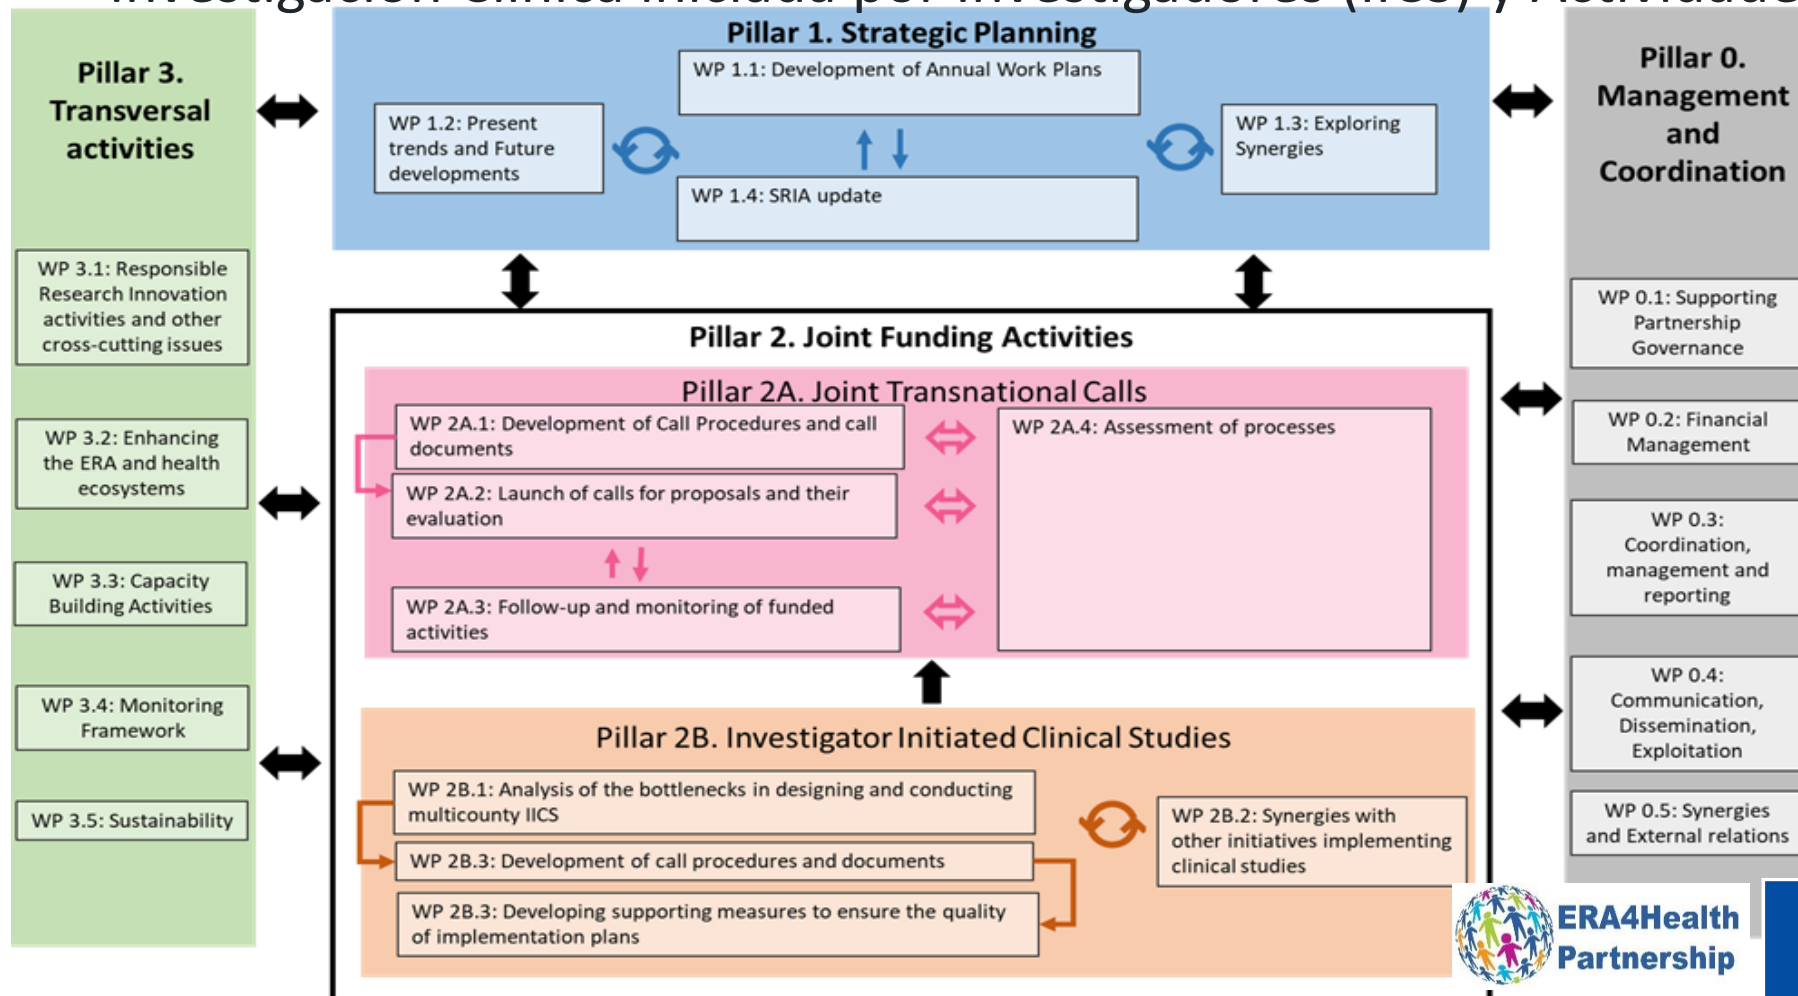 Investigación Clínica Iniciada por Investigadores (IICS) y Actividade
Pillar 3.
Transversal
activities
WP 3.1: Responsible
Research Innovation
activities and other
cross-cutting issues
WP 3.2: Enhancing
the ERA and health
ecosystems
WP 3.3: Capacity
Building Activities
WP 3.4: Monitoring
Framework
WP 3.5: Sustainability
Pillar 1. Strategic Planning
WP 1.1: Development of Annual Work Plans
WP 1.2: Present
trends and Future
developments
WP 1.3: Exploring
Synergies
WP 1.4: SRIA update
Pillar 2. Joint Funding Activities
Pillar 2A. Joint Transnational Calls
WP 2A.1: Development of Call Procedures and call
documents
WP 2A.2: Launch of calls for proposals and their
evaluation
WP 2A.3: Follow-up and monitoring of funded
activities
WP 2A.4: Assessment of processes
Pillar 2B. Investigator Initiated Clinical Studies
WP 2B.1: Analysis of the bottlenecks in designing and conducting
multicounty IICS
WP 2B.3: Development of call procedures and documents
WP 2B.3: Developing supporting measures to ensure the quality
of implementation plans
WP 2B.2: Synergies with
other initiatives implementing
clinical studies
Pillar 0.
Management
and
Coordination
WP 0.1: Supporting
Partnership
Governance
WP 0.2: Financial
Management
WP 0.3:
Coordination,
management and
reporting
WP 0.4:
Communication,
Dissemination,
Exploitation
WP 0.5: Synergies
and External relations
ERA4Health
Partnership